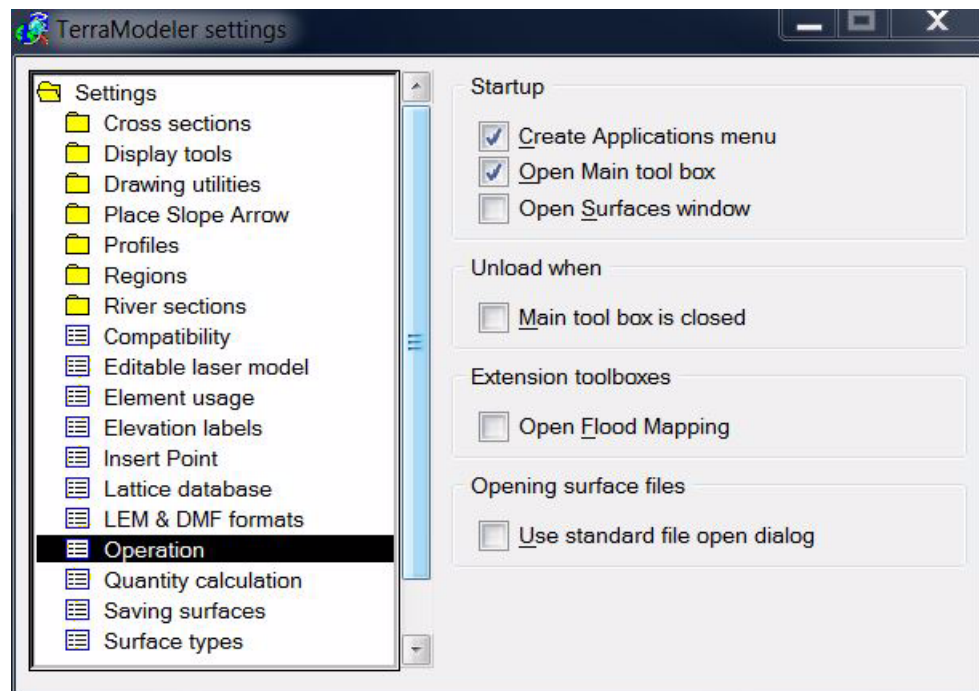 TerraModeler settings
Settings
Cross sections
Display tools
Drawing utilities
Place Slope Arrow
Profiles
Regions
River sections
Compatibility
Editable laser model
Element usage
Elevation labels
Insert Point
Lattice database
LEM & DMF formats
Operation
Quantity calculation
Saving surfaces
Surface types
Startup
Create Applications menu
Open Main tool box
Open Surfaces window
Unload when
Main tool box is closed
Extension toolboxes
Open Flood Mapping
Opening surface files
Use standard file open dialog